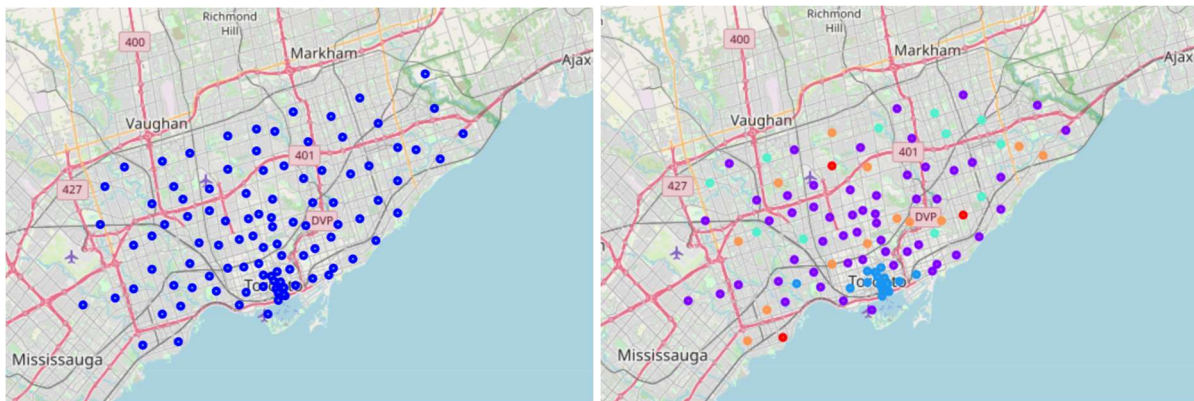 Richmond
Hill
400
Markham
Ajax
Vaughan
401
427
DVP
Toronto
Mississauga
Richmond
Hill
400
Markham
Ajax
Vaughan
401
427
DVP
Toronto
Mississauga